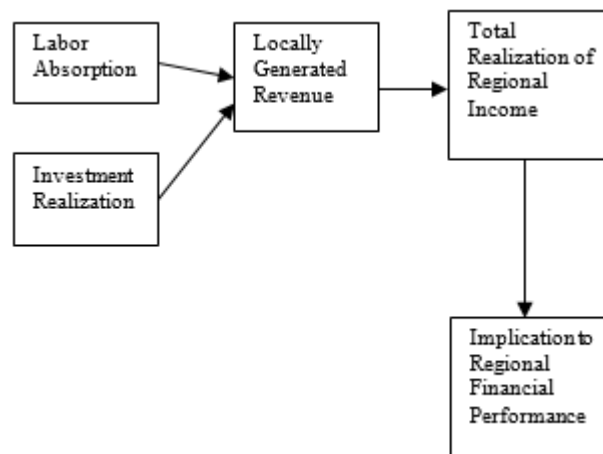 Labor
Absorption
Locally
Generated
Revenue
Total
Realization of
Regional
Income
Investment
Realization
Implication to
Regional
Financial
Performance